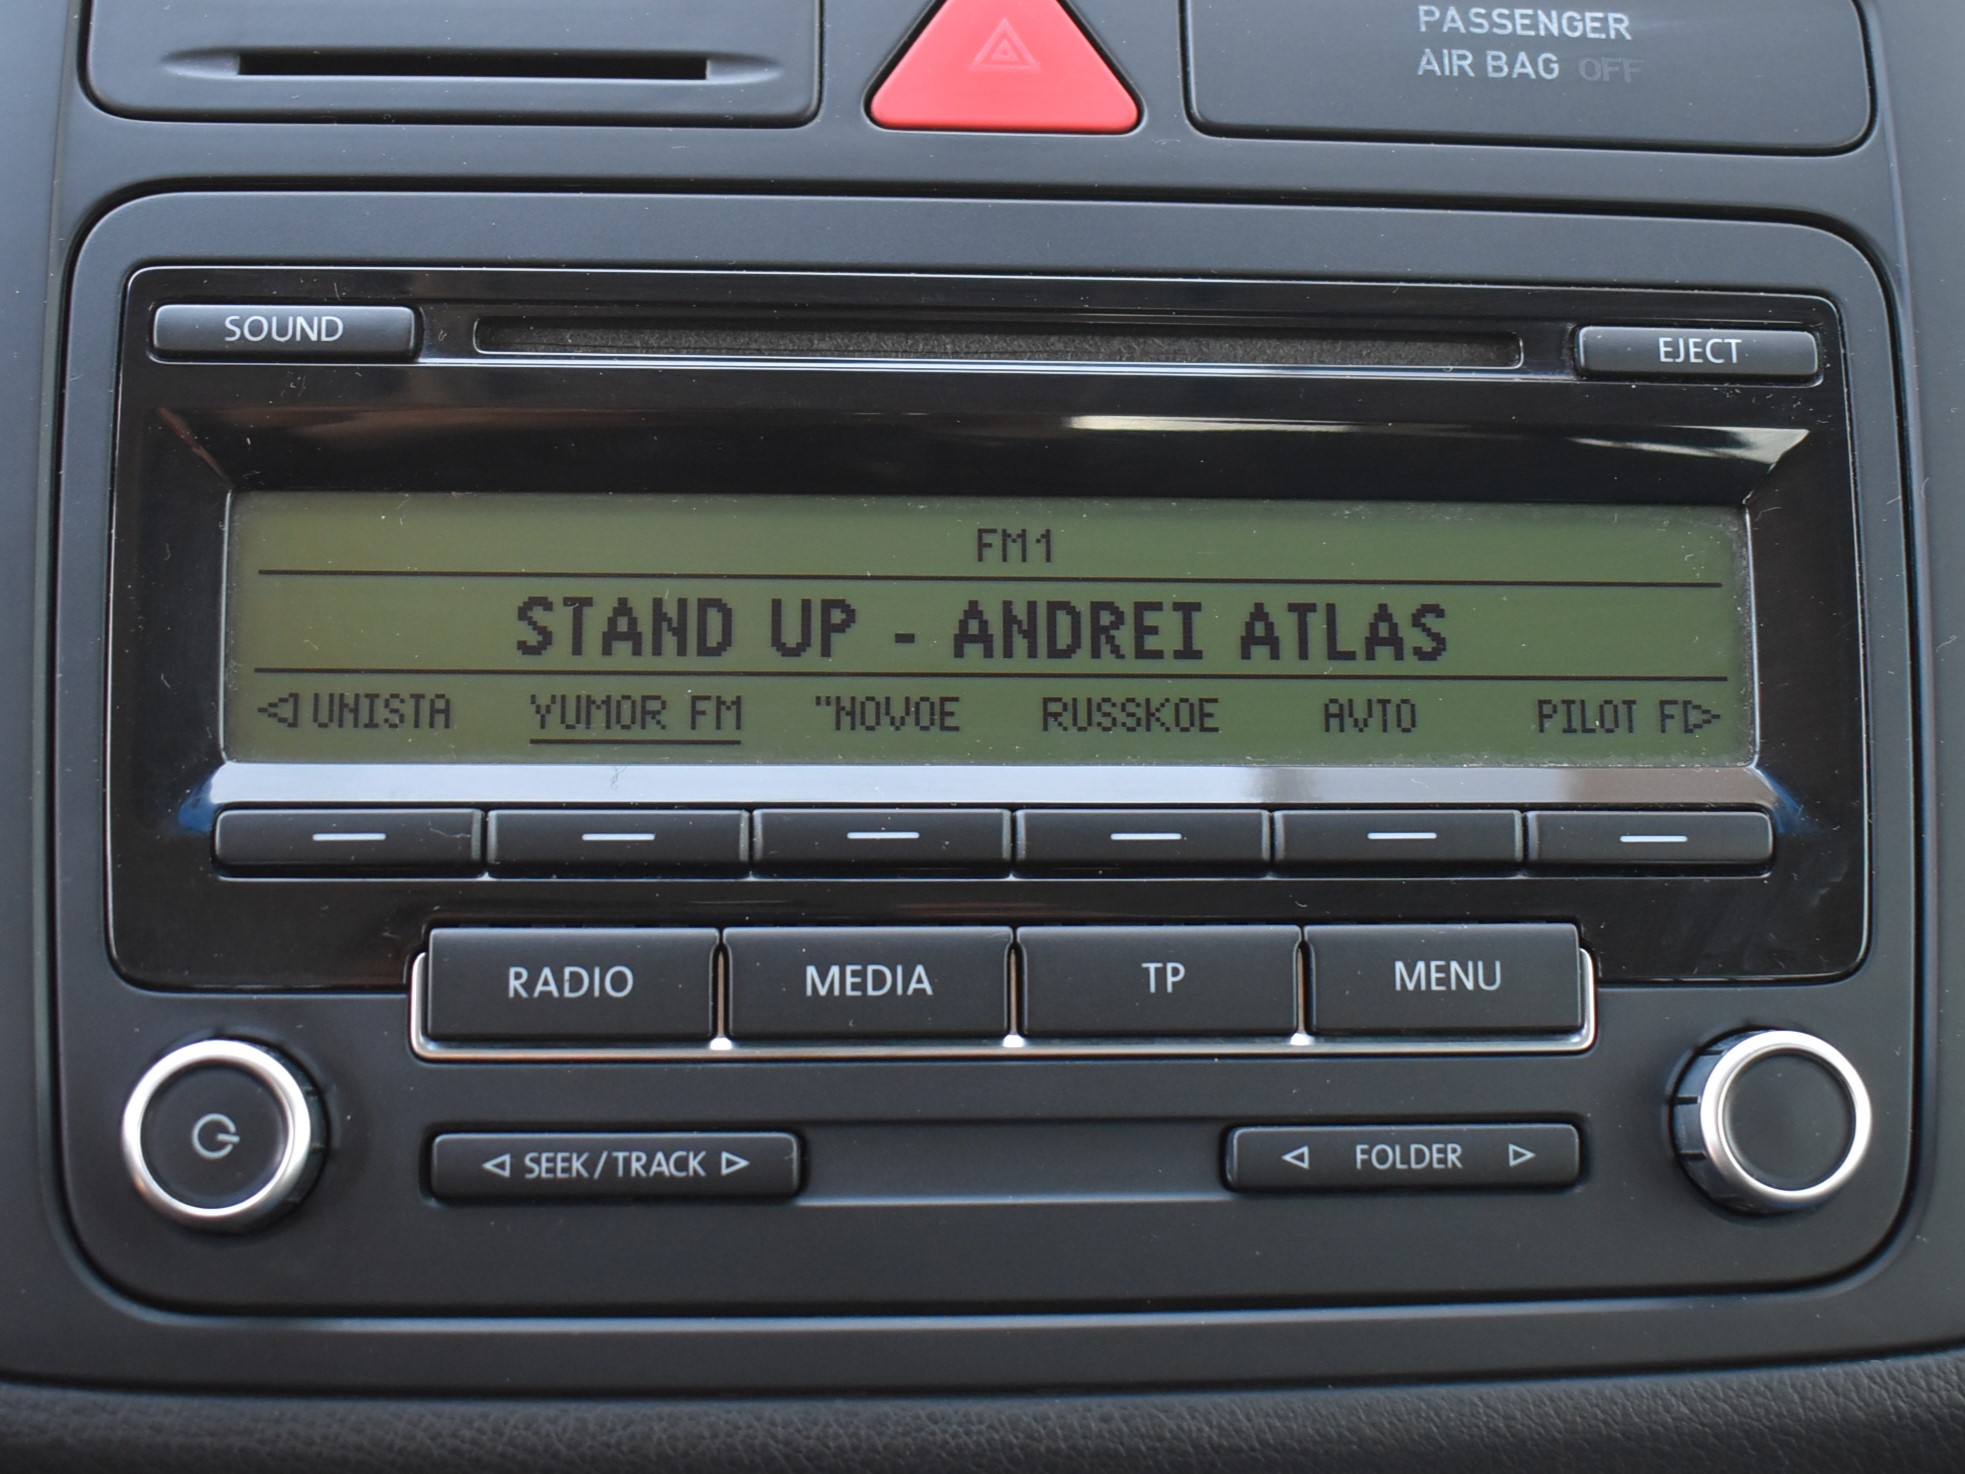 PASSENGER
AIR BAG OFF
SOUND
EJECT
FM1
STAND UP - ANDREI ATLAS
UNISTA YUMOR FM "NOVOE RUSSKOE AVTO PILOT F
RADIO MEDIA TP MENU
SEEK/TRACK FOLDER